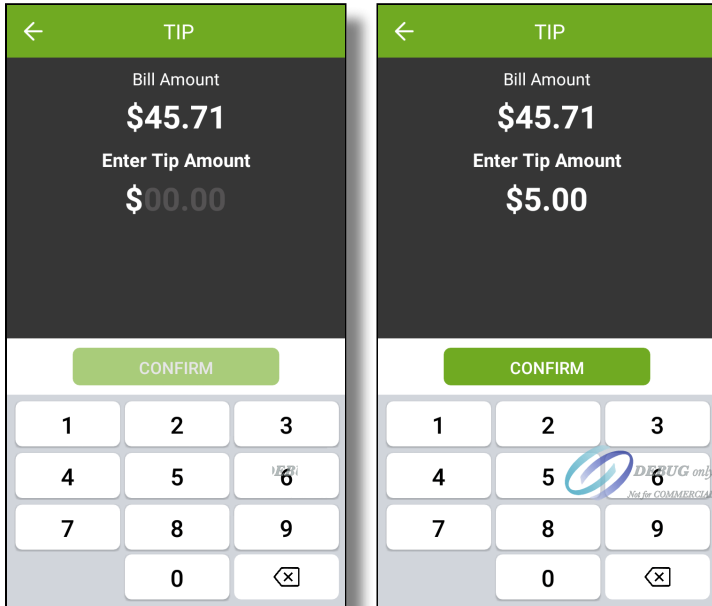 TIP
Bill Amount
$45.71
Enter Tip Amount
$00.00
CONFIRM
1 2 3
4 5 6
7 8 9
0
TIP
Bill Amount
$45.71
Enter Tip Amount
$5.00
CONFIRM
1 2 3
4 5 6
DEBUG only
Not for COMMERCIAL
7 8 9
0